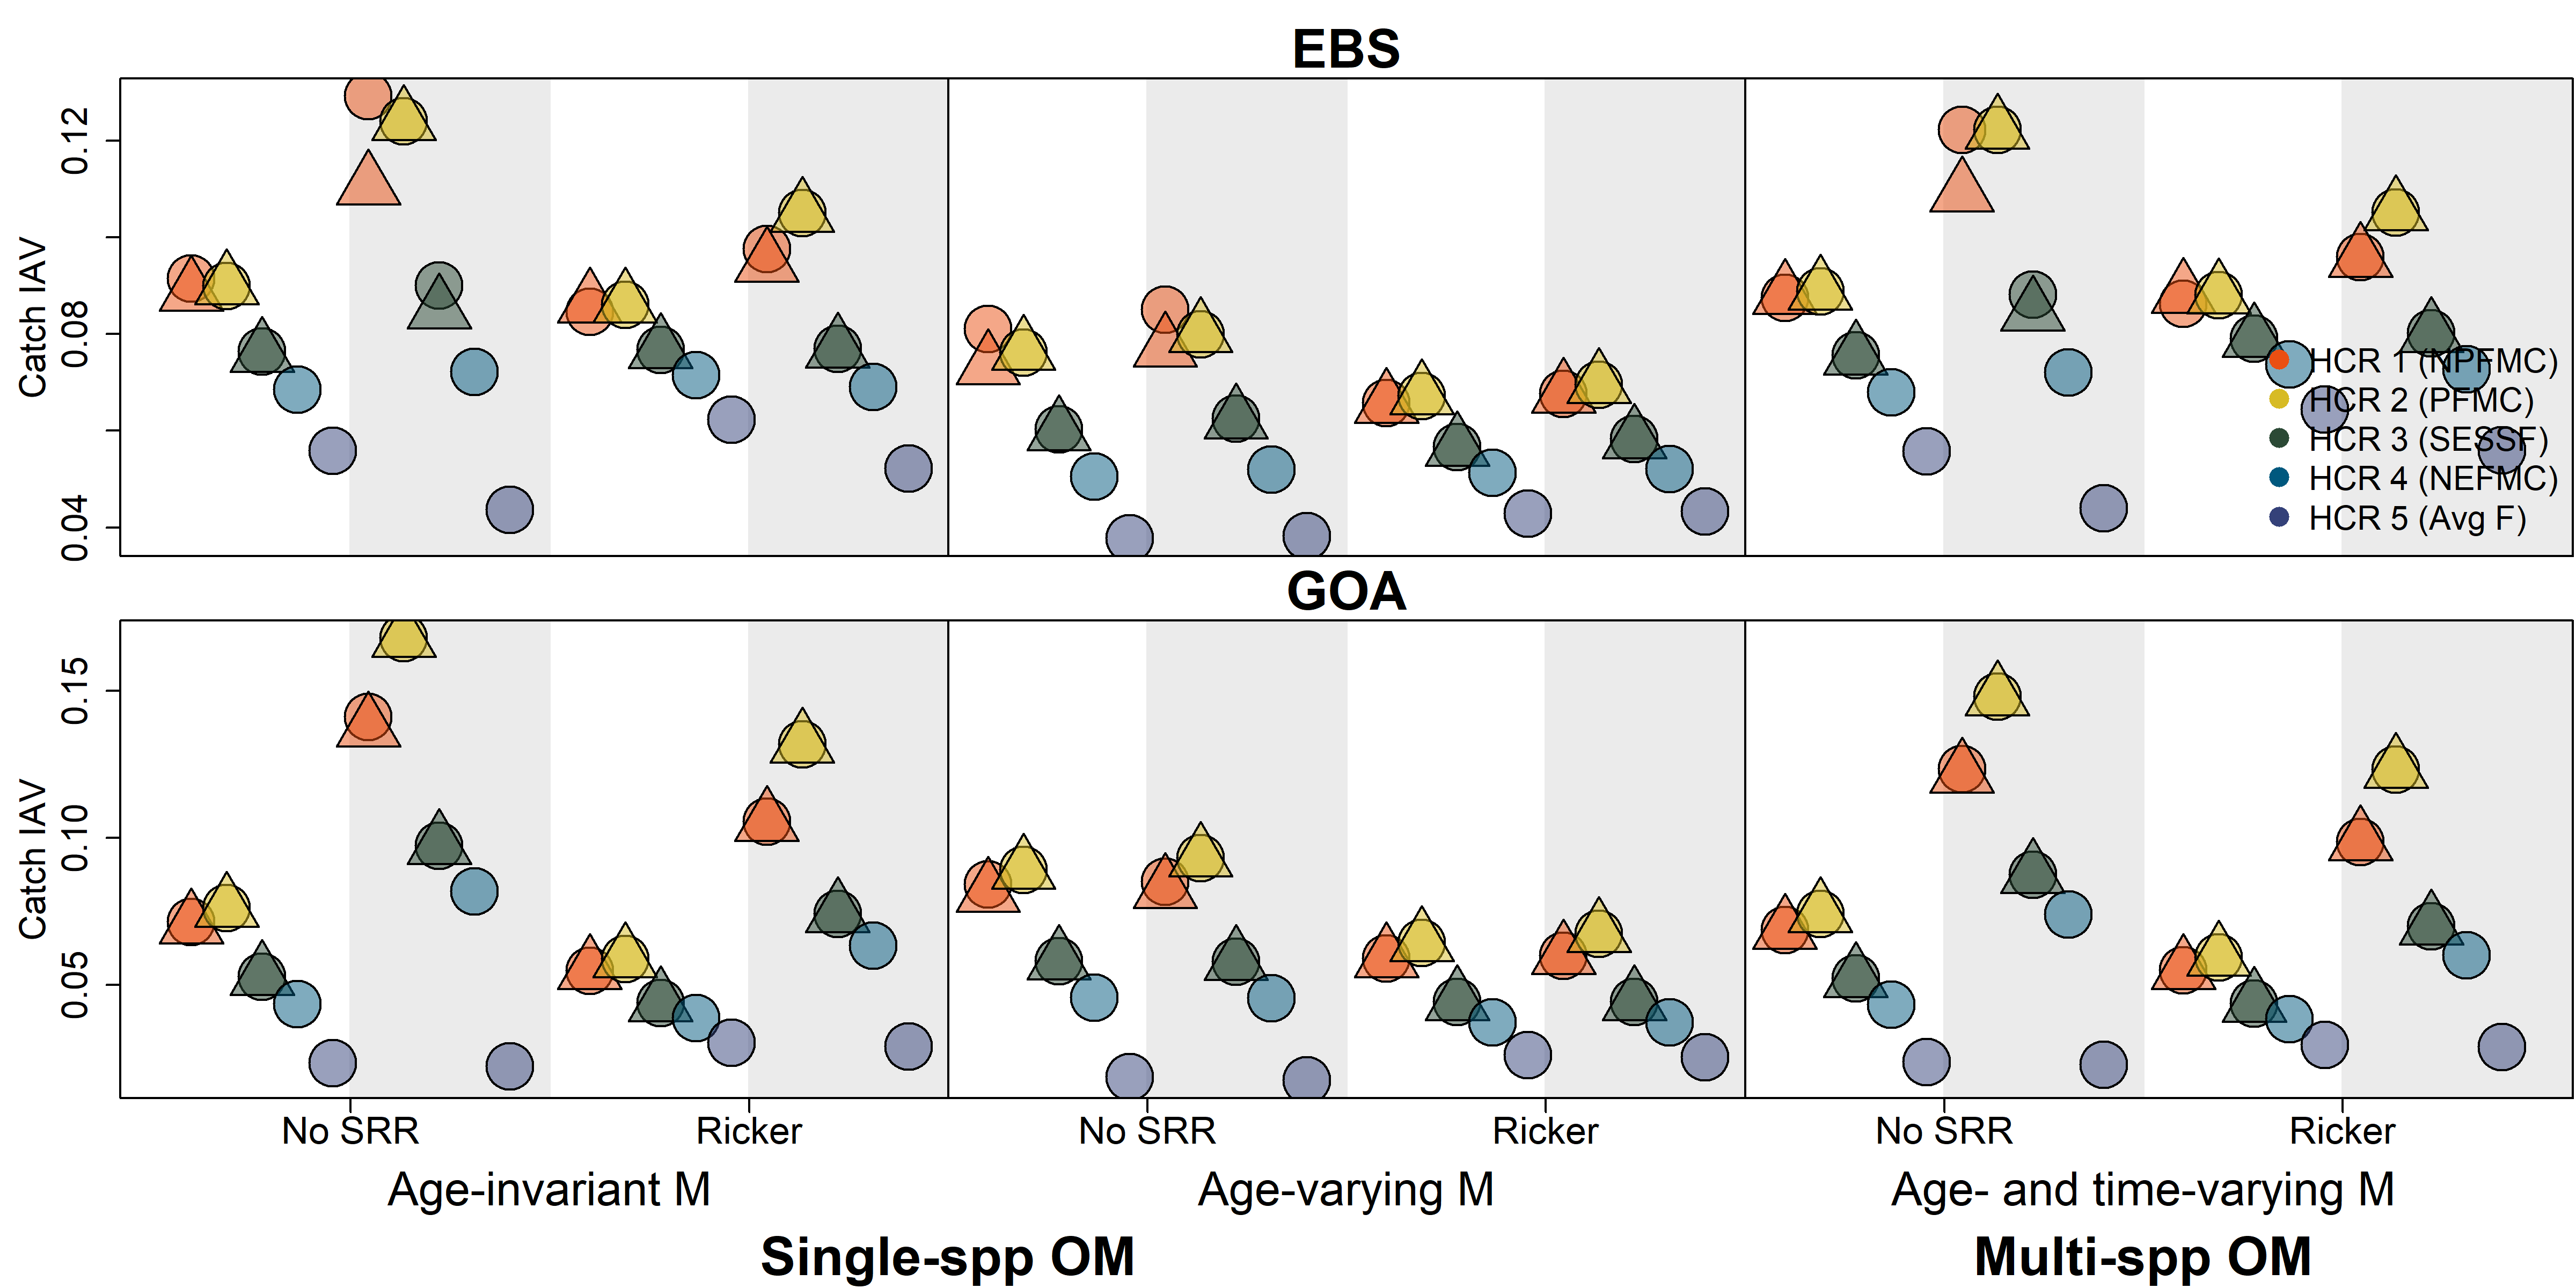 EBS
Catch IAV
0.12
0.08
0.04
HCR 1 (NPFMC)
HCR 2 (PFMC)
HCR 3 (SESSF)
HCR 4 (NEFMC)
HCR 5 (Avg F)
GOA
Catch IAV
0.15
0.10
0.05
No SRR Ricker No SRR Ricker No SRR Ricker
Age-invariant M Age-varying M Age- and time-varying M
Single-spp OM Multi-spp OM